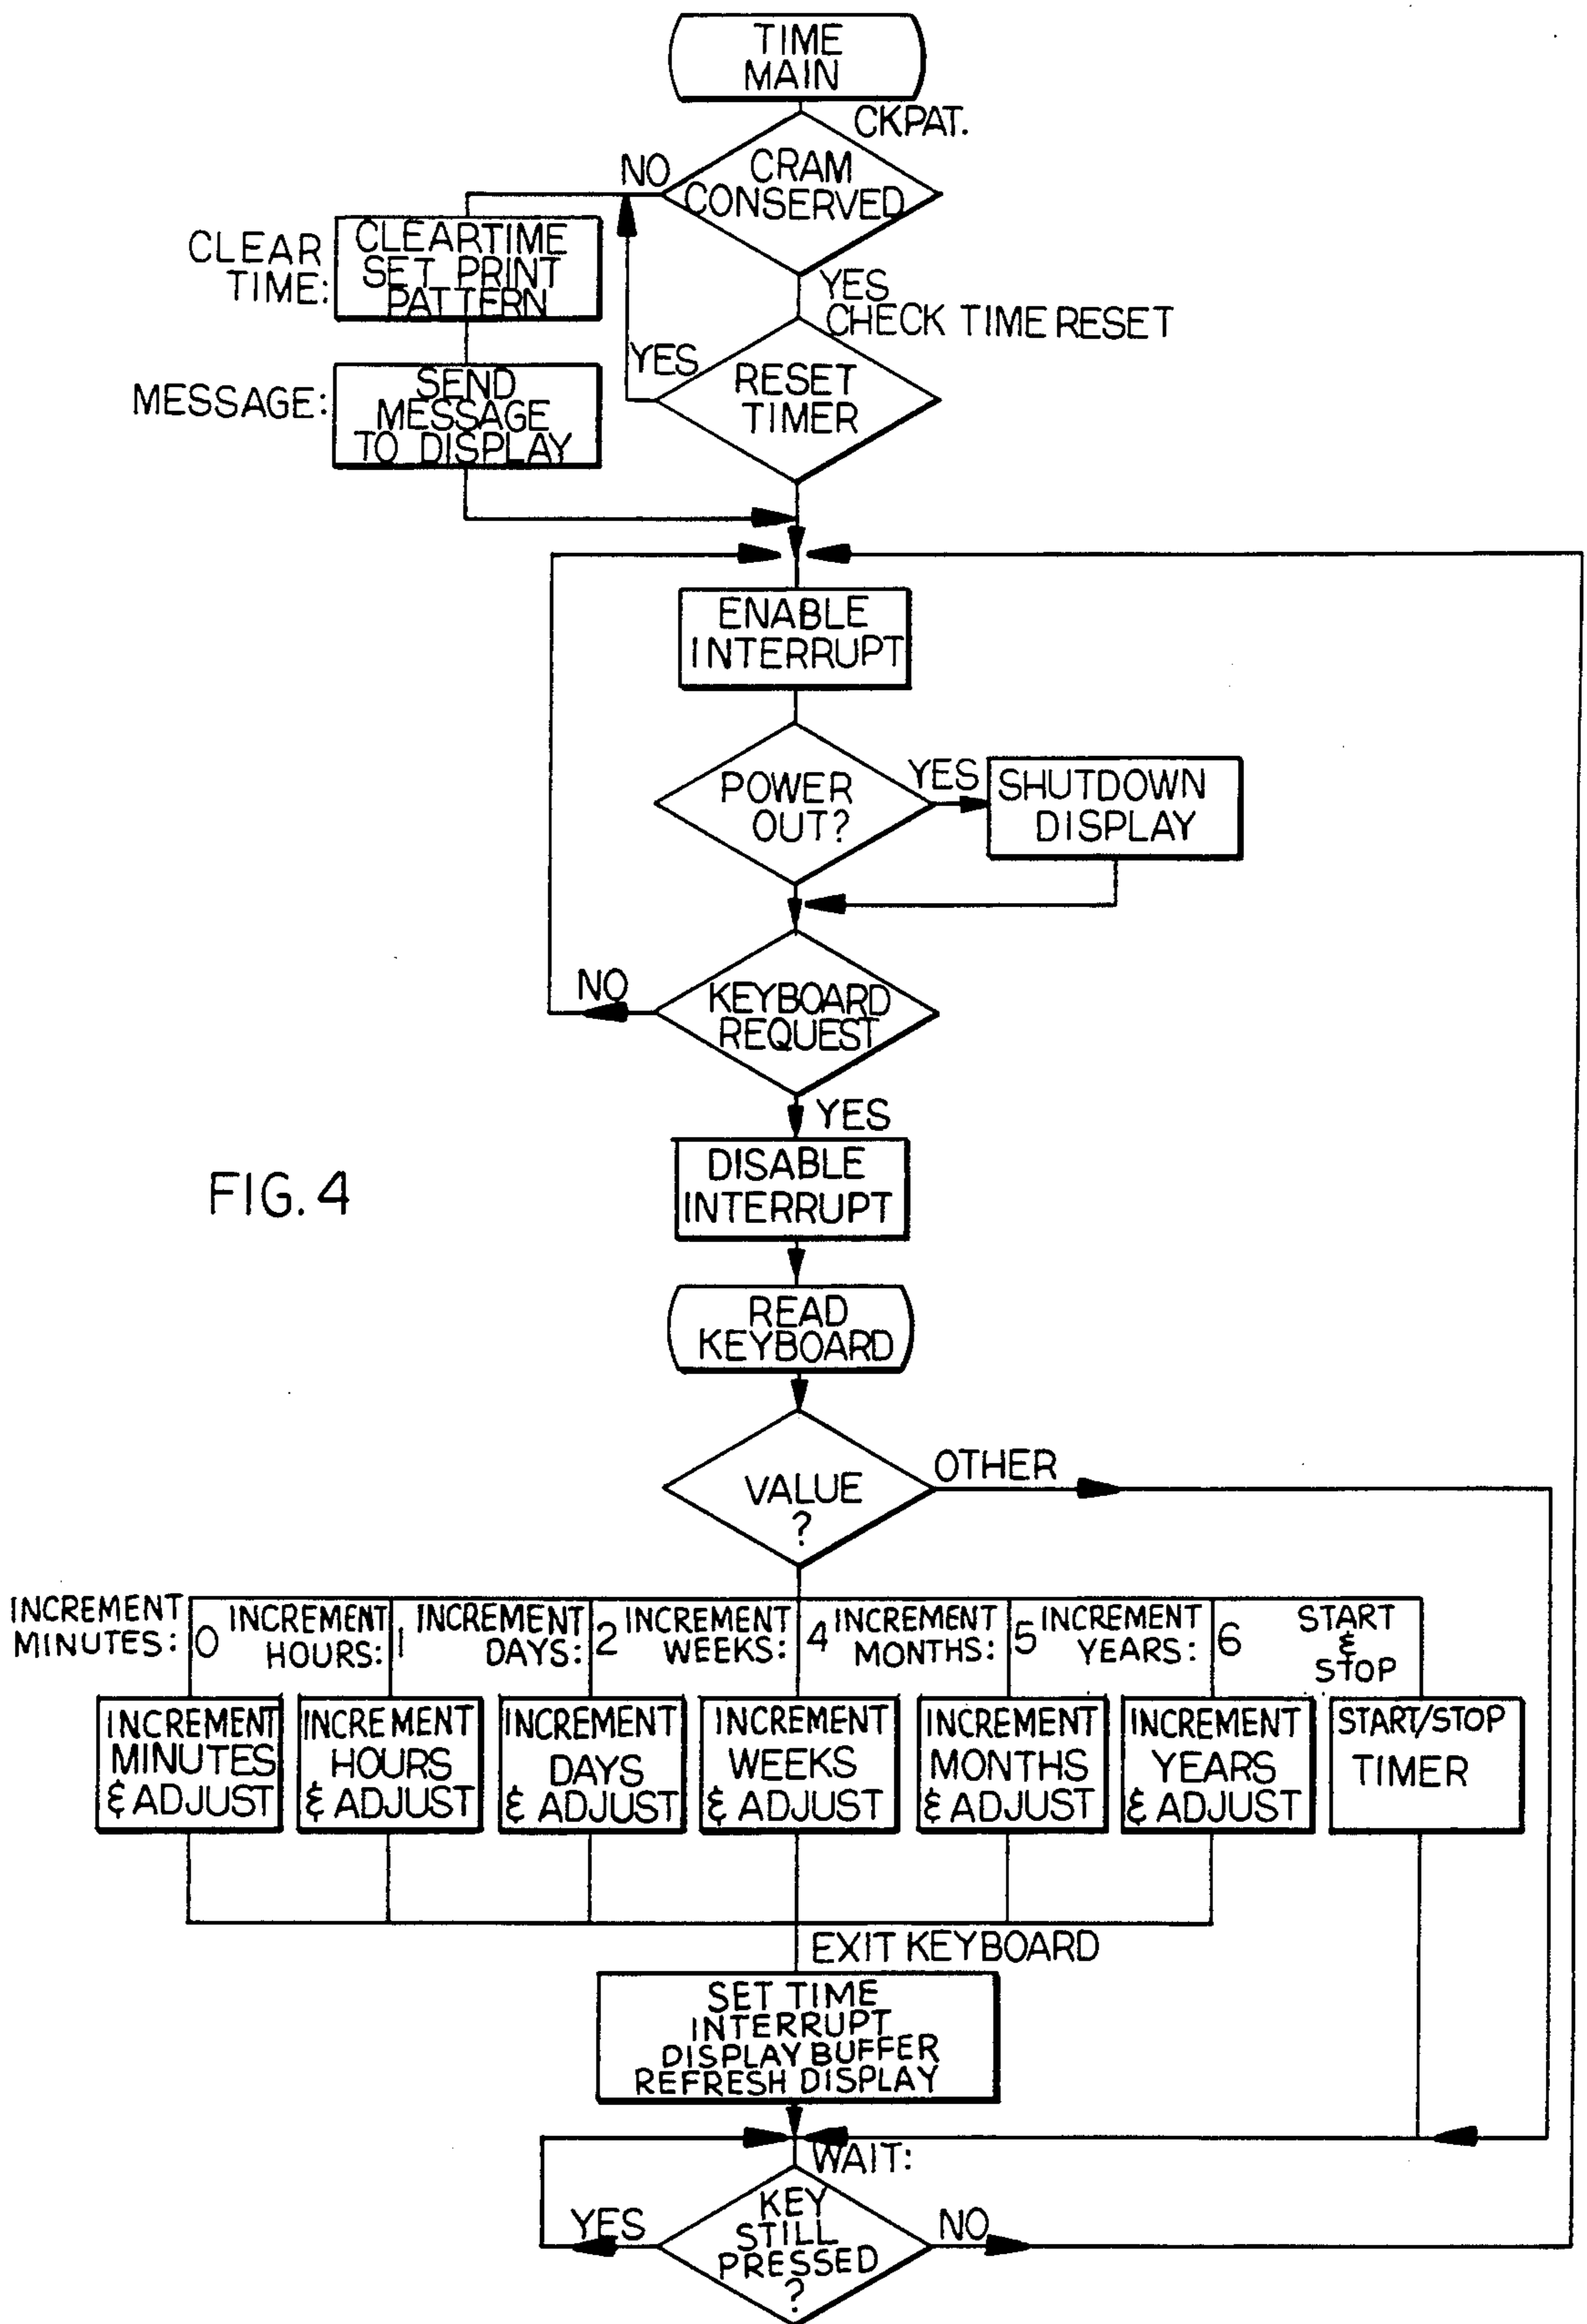 TIME
MAIN
CKPAT.
NO
CRAM
CONSERVED
CLEAR
TIME:
CLEARTIME
SET PRINT
PATTERN
YES
CHECK TIME RESET
YES
RESET
TIMER
MESSAGE:
SEND
MESSAGE
TO DISPLAY
ENABLE
INTERRUPT
POWER
OUT?
YES
SHUTDOWN
DISPLAY
NO
KEYBOARD
REQUEST
YES
DISABLE
INTERRUPT
FIG. 4
READ
KEYBOARD
VALUE
?
OTHER
INCREMENT
MINUTES:
0
INCREMENT
HOURS:
1
INCREMENT
DAYS:
2
INCREMENT
WEEKS:
4
INCREMENT
MONTHS:
5
INCREMENT
YEARS:
6
START
&
STOP
INCREMENT
MINUTES
& ADJUST
INCREMENT
HOURS
& ADJUST
INCREMENT
DAYS
& ADJUST
INCREMENT
WEEKS
& ADJUST
INCREMENT
MONTHS
& ADJUST
INCREMENT
YEARS
& ADJUST
START/STOP
TIMER
EXIT KEYBOARD
SET TIME
INTERRUPT
DISPLAY BUFFER
REFRESH DISPLAY
WAIT:
YES
KEY
STILL
PRESSED
?
NO